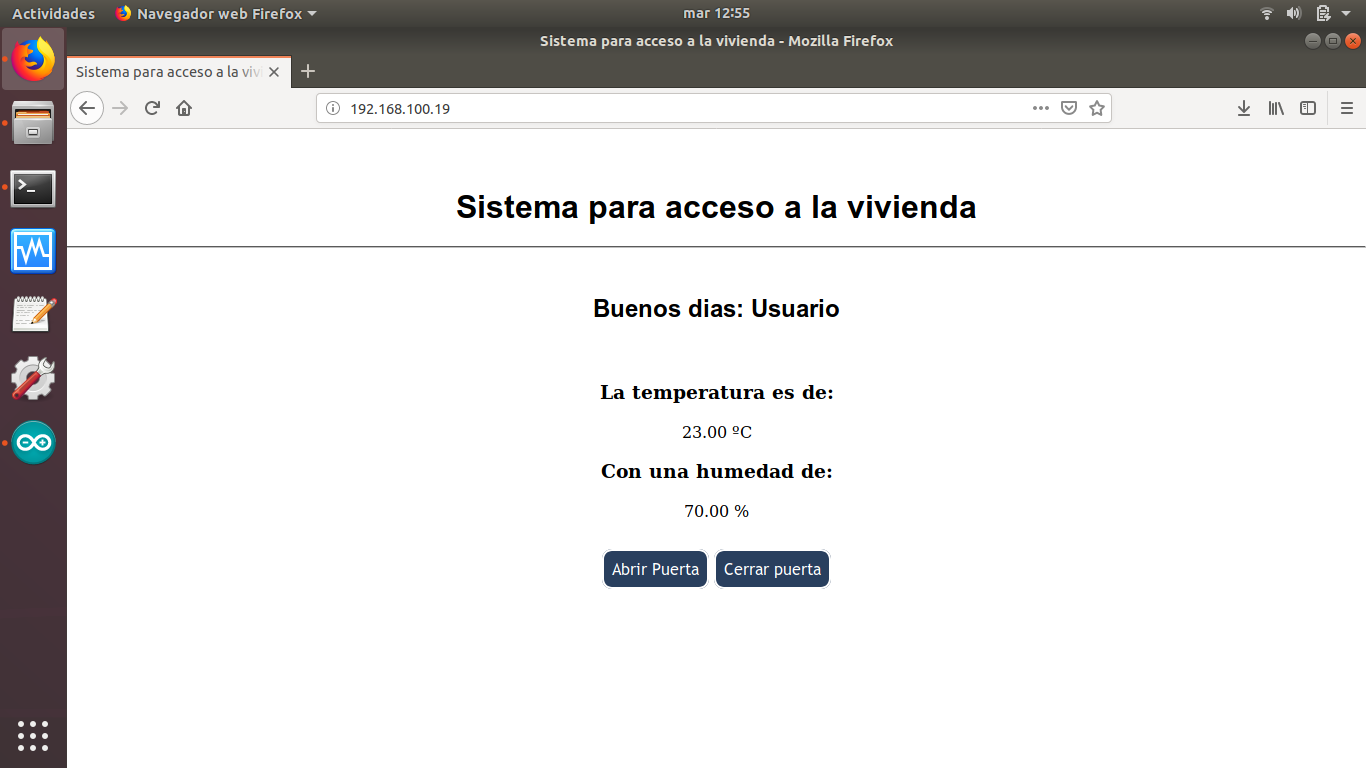 Actividades Navegador web Firefox mar 12:55
Sistema para acceso a la vivienda - Mozilla Firefox
Sistema para acceso a la vivi
192.168.100.19
Sistema para acceso a la vivienda
Buenos dias: Usuario
La temperatura es de:
23.00 ºC
Con una humedad de:
70.00 %
Abrir Puerta Cerrar puerta